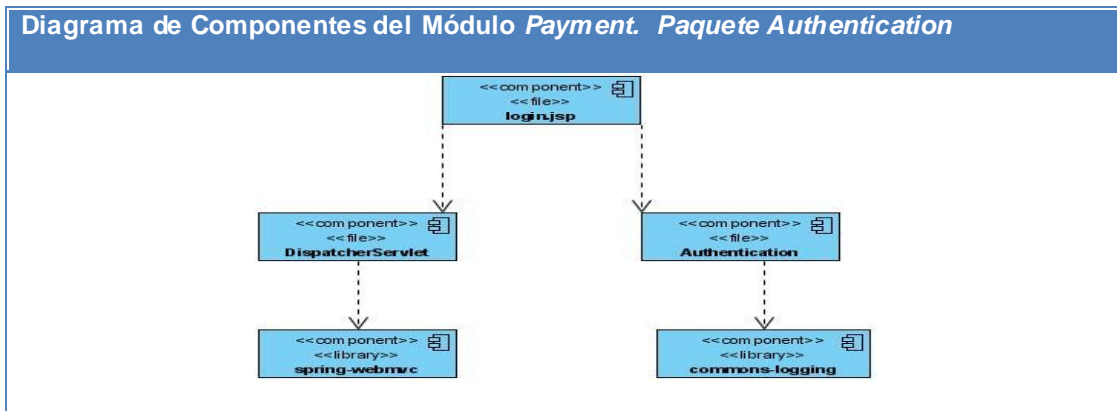 Diagrama de Componentes del Módulo Payment. Paquete Authentication
<<component>>
<<file>>
login.jsp
<<component>>
<<file>>
DispatcherServlet
<<component>>
<<file>>
Authentication
<<component>>
<<library>>
spring-webmvc
<<component>>
<<library>>
commons-logging